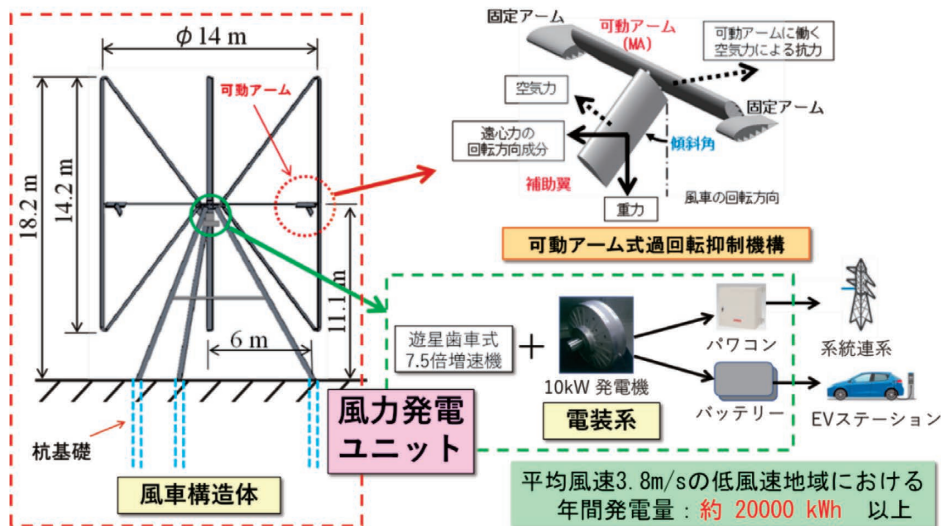 φ14 m
可動アーム
18.2 m
14.2 m
11.1 m
6 m
杭基礎
風車構造体
固定アーム
可動アーム
(MA)
可動アームに働く
空気力による抗力
空気力
固定アーム
遠心力の
回転方向成分
傾斜角
補助翼
重力
風車の回転方向
可動アーム式過回転抑制機構
遊星歯車式
7.5倍増速機
+
10kW 発電機
電装系
パワコン
系統連系
バッテリー
EVステーション
風力発電
ユニット
平均風速3.8m/sの低風速地域における
年間発電量:約 20000 kWh 以上